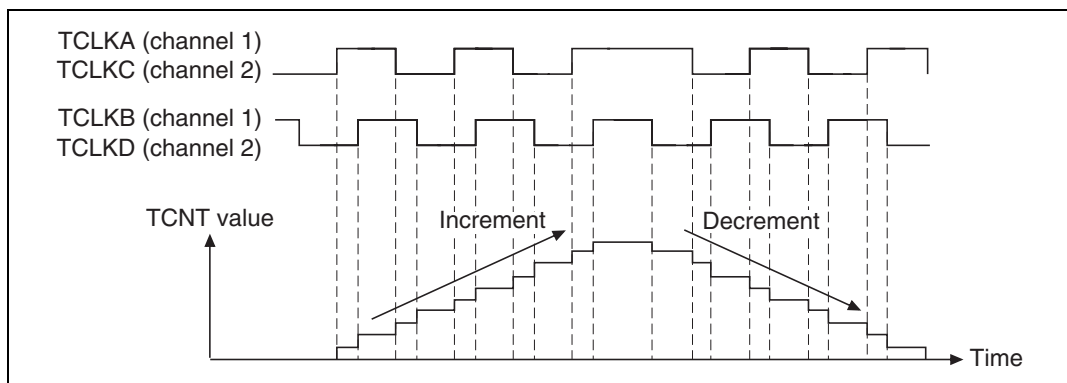 TCLKA (channel 1)
TCLKC (channel 2)
TCLKB (channel 1)
TCLKD (channel 2)
TCNT value
Increment
Decrement
Time